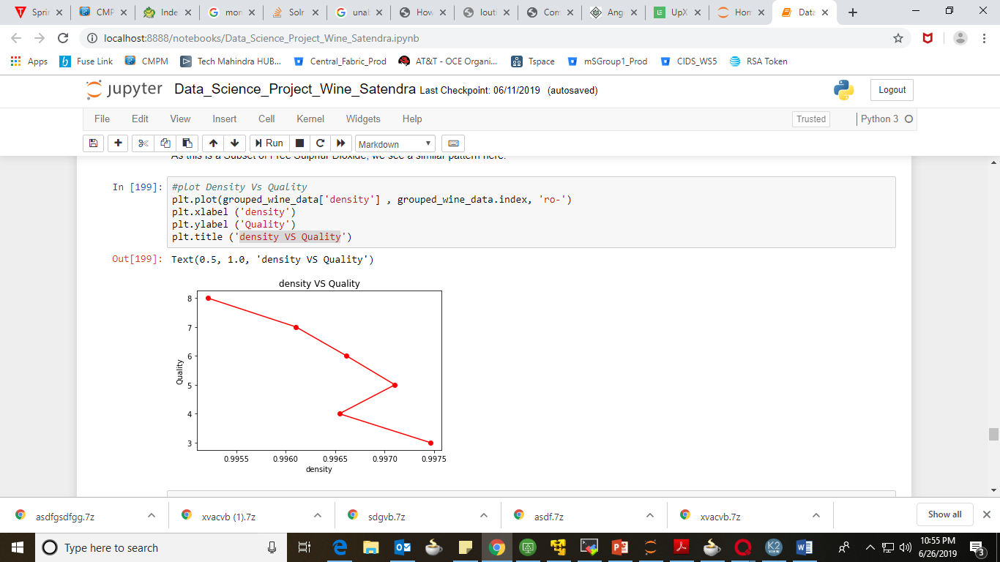 Sprin
CMP
Inde
mon
Solr
unab
How
louti
Com
Ang
UpX
Hom
Data
localhost:8888/notebooks/Data_Science_Project_Wine_Satendra.ipynb
Apps
Fuse Link
CMPM
Tech Mahindra HUB...
Central_Fabric_Prod
AT&T - OCE Organi...
Tspace
mSGroup1_Prod
CIDS_WS5
RSA Token
jupyter Data_Science_Project_Wine_Satendra Last Checkpoint: 06/11/2019 (autosaved)
Logout
File Edit View Insert Cell Kernel Widgets Help
Trusted
Python 3
Run
Markdown
As this is a Subset of Free Sulphur Dioxide, we see a similar pattern here.
In [199]:
#plot Density Vs Quality
plt.plot(grouped_wine_data['density'] , grouped_wine_data.index, 'ro-')
plt.xlabel ('density')
plt.ylabel ('Quality')
plt.title ('density VS Quality')
Out[199]: Text(0.5, 1.0, 'density VS Quality')
density VS Quality
8
7
6
5
4
3
Quality
0.9955 0.9960 0.9965 0.9970 0.9975
density
asdfgsdfgg.7z
xvacvb (1).7z
sdgvb.7z
asdf.7z
xvacvb.7z
Show all
Type here to search
K2
VIEW
10:55 PM
6/26/2019
3